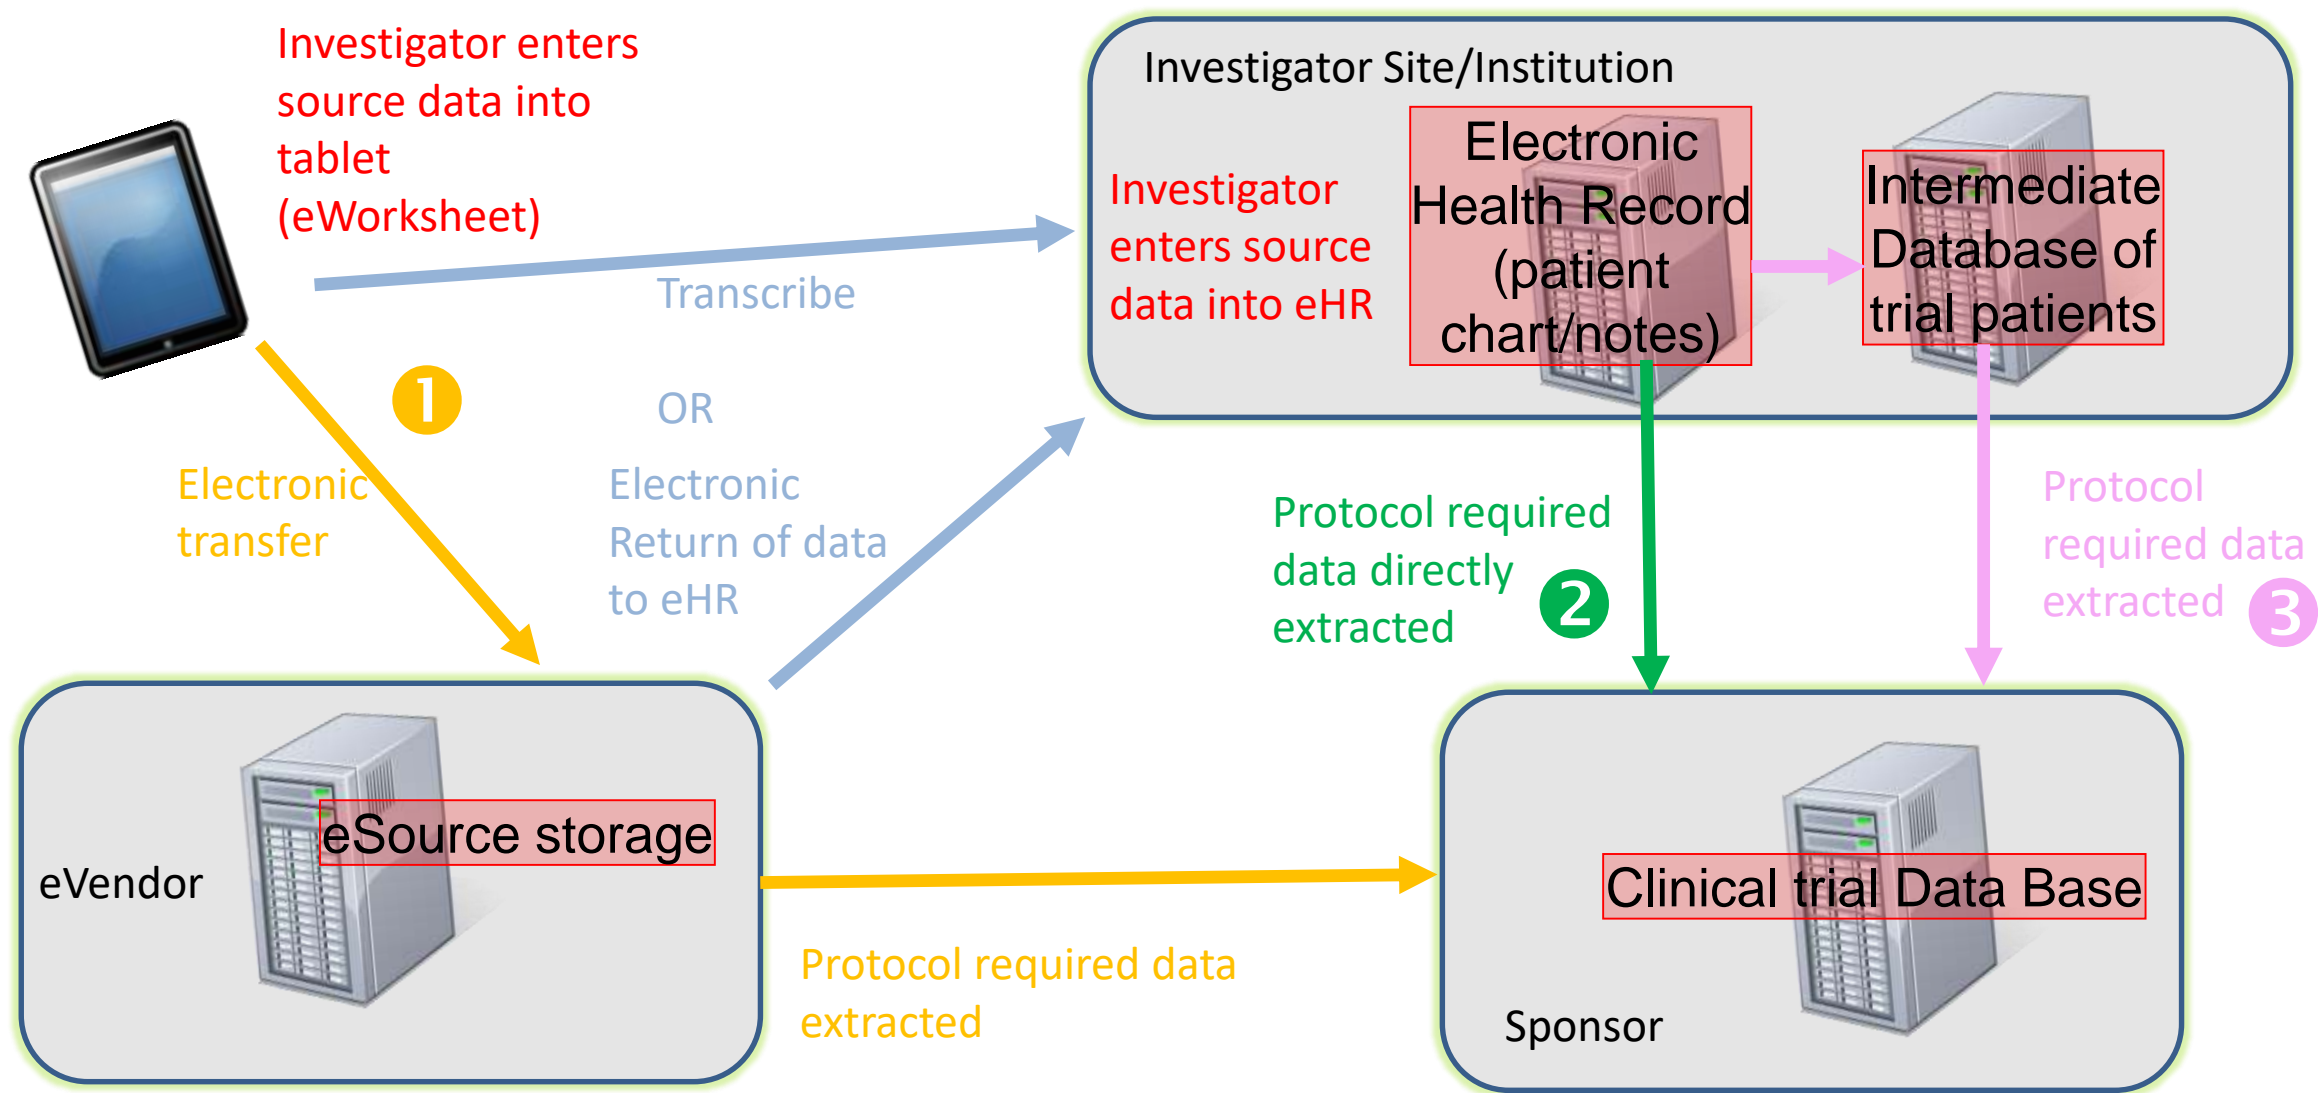 Investigator enters
source data into
tablet
(eWorksheet)
Investigator Site/Institution
Investigator
enters source
data into eHR
Electronic
Health Record
(patient
chart/notes)
Intermediate
Database of
trial patients
Transcribe
OR
Electronic
Return of data
to eHR
1
Electronic
transfer
Protocol required
data directly
extracted
2
Protocol
required data
extracted
3
eVendor
eSource storage
Protocol required data
extracted
Clinical trial Data Base
Sponsor